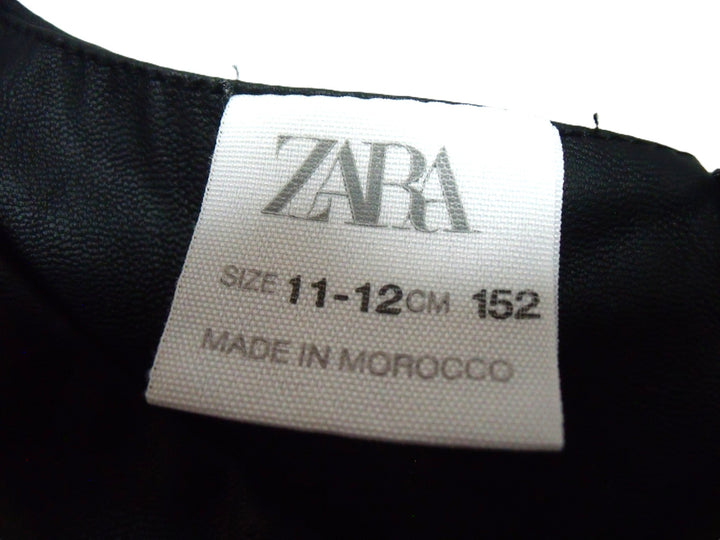 ZARA
SIZE 11-12 CM 152
MADE IN MOROCCO